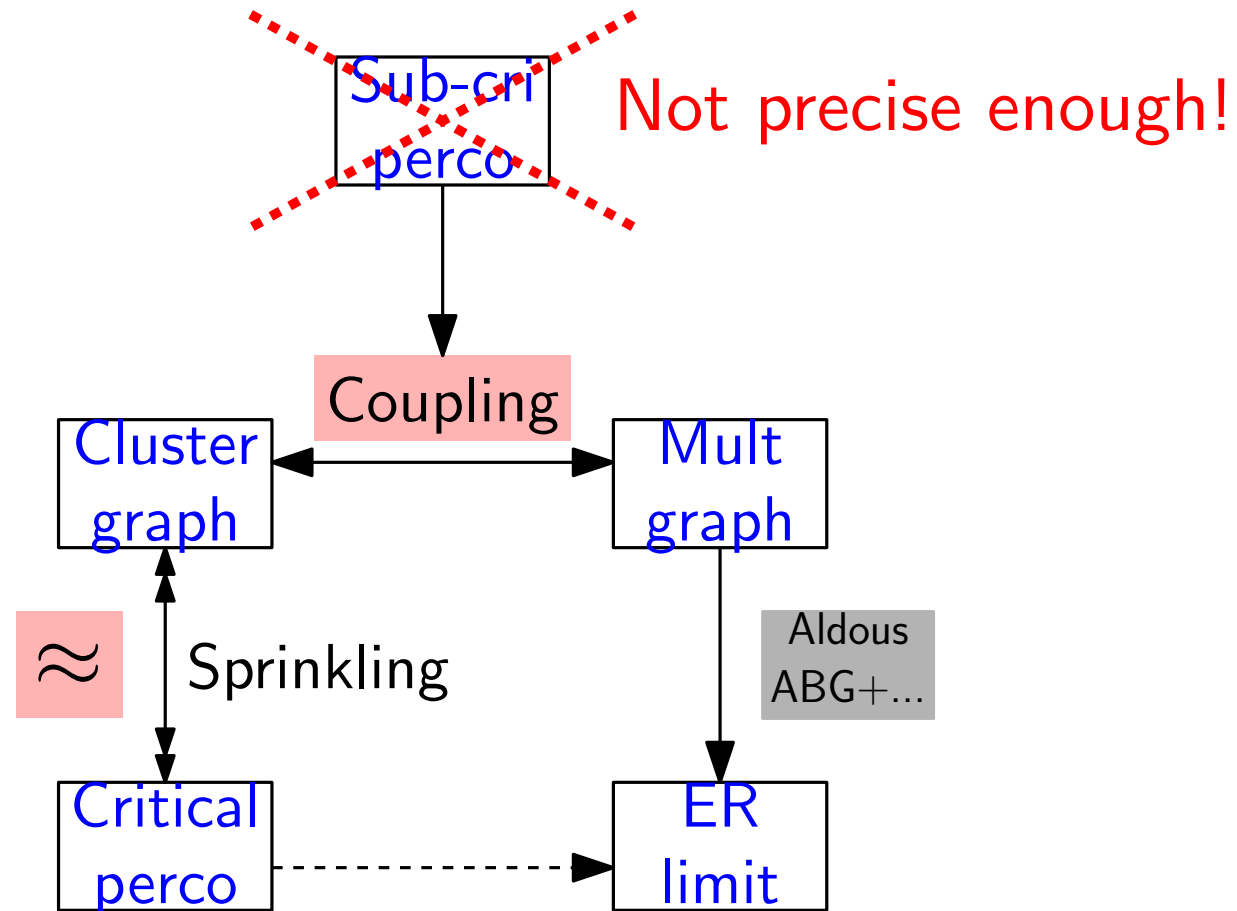 Sub-cri
perco
Not precise enough!
Coupling
Cluster
graph
Mult
graph
≈
Sprinkling
Aldous
ABG+...
Critical
perco
ER
limit